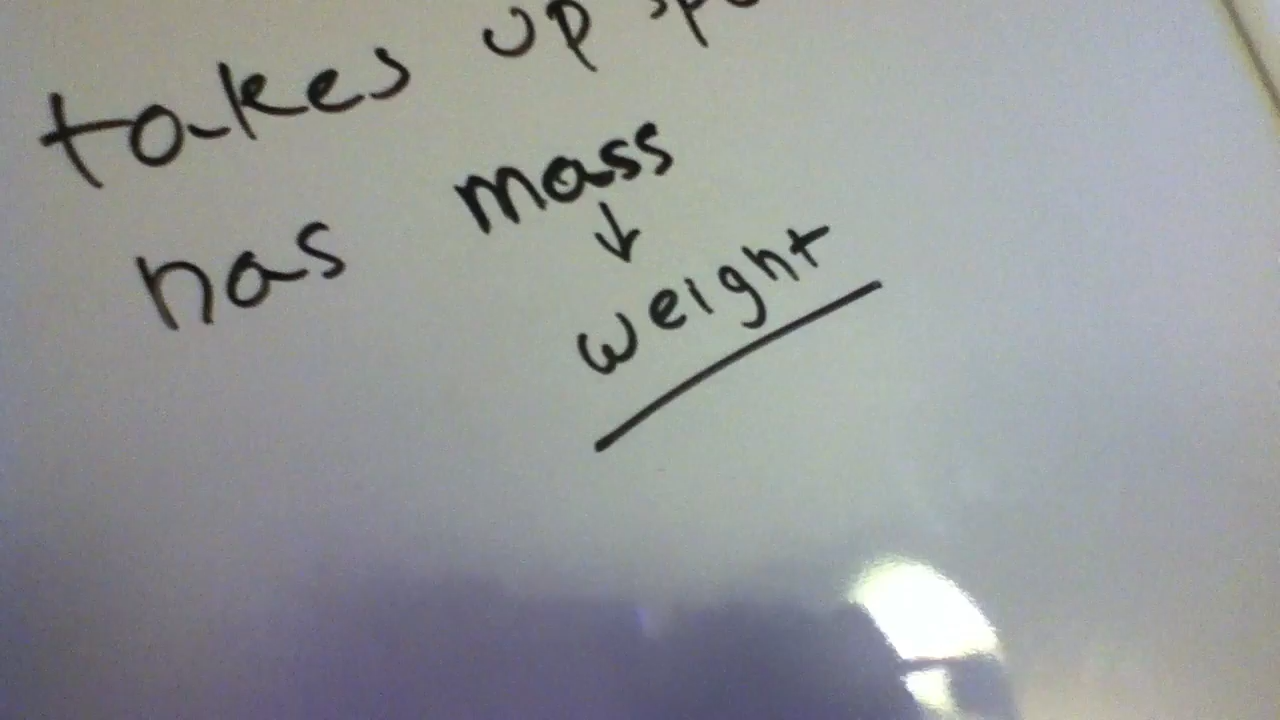 takes up
has mass
↓
weight